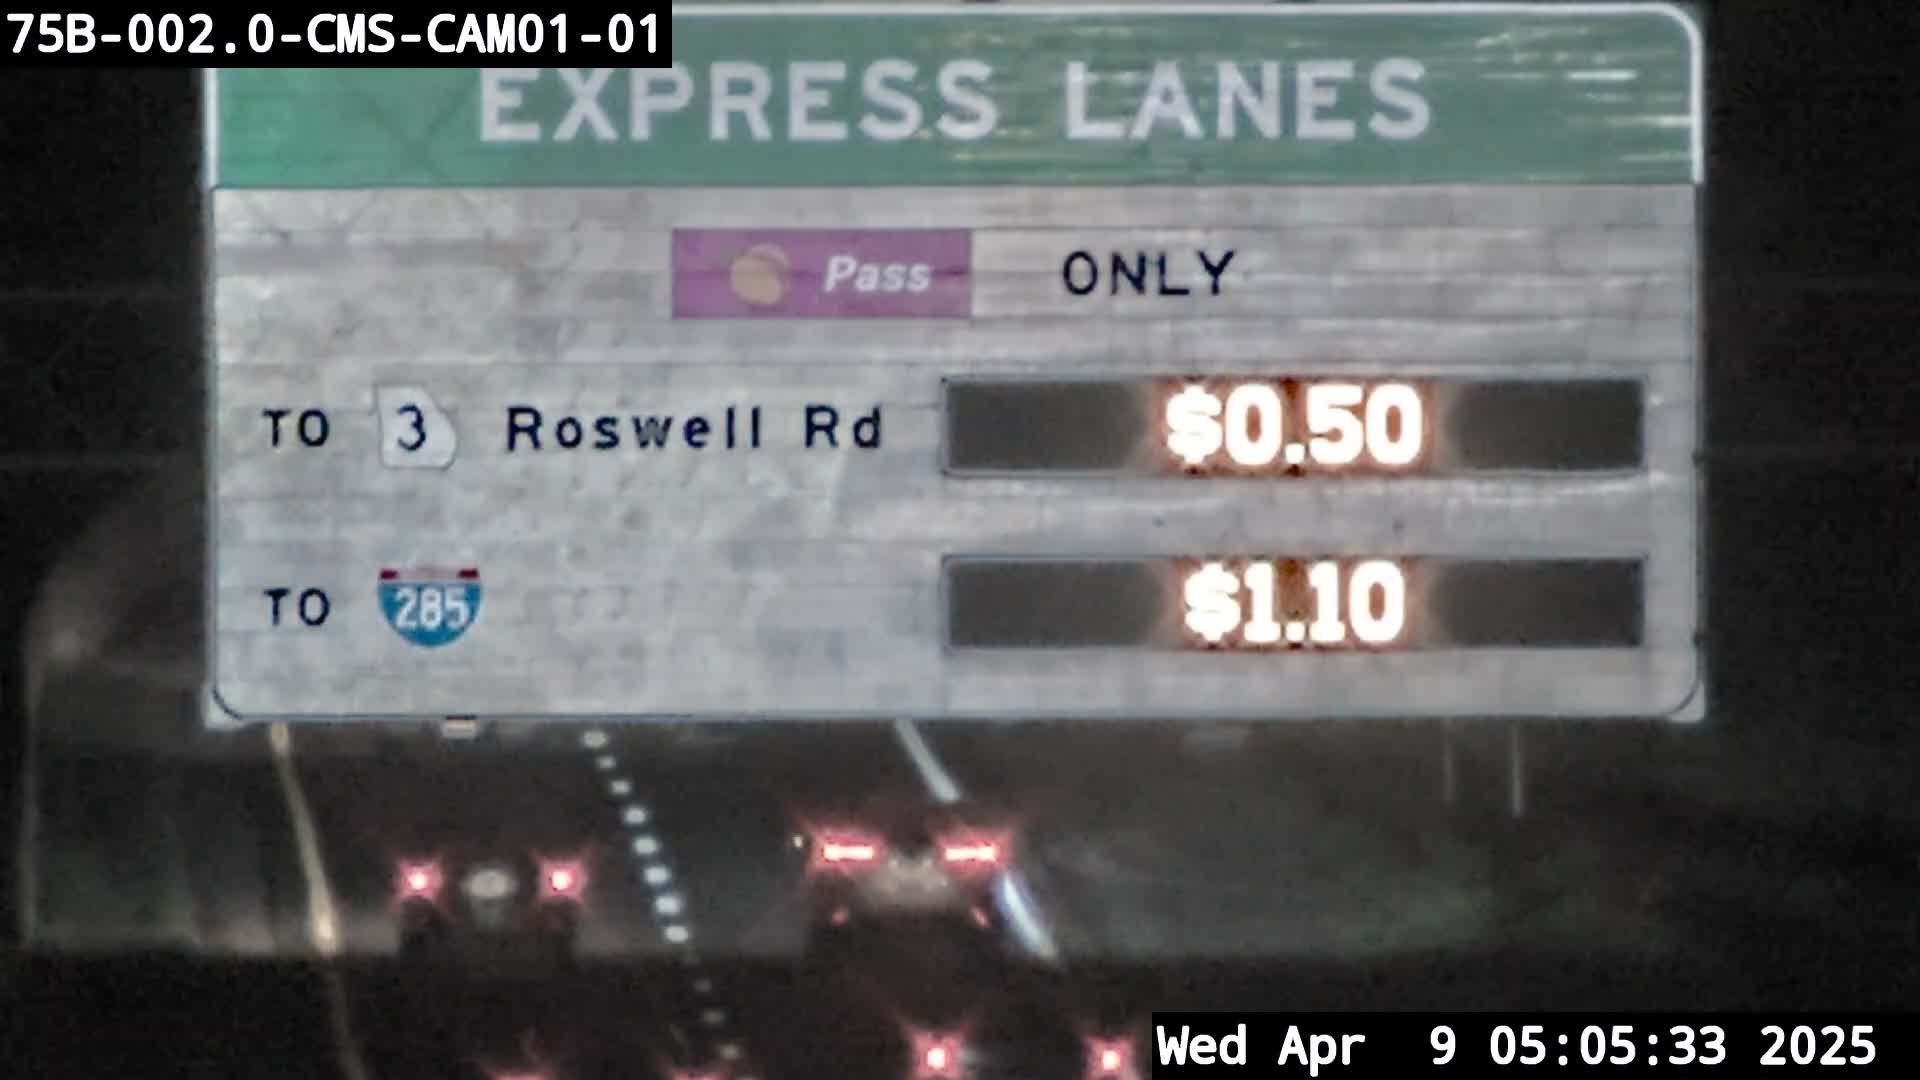 75B-002.0-CMS-CAM01-01
EXPRESS LANES
Pass ONLY
TO 3 Roswell Rd $0.50
TO 285 $1.10
Wed Apr 9 05:05:33 2025